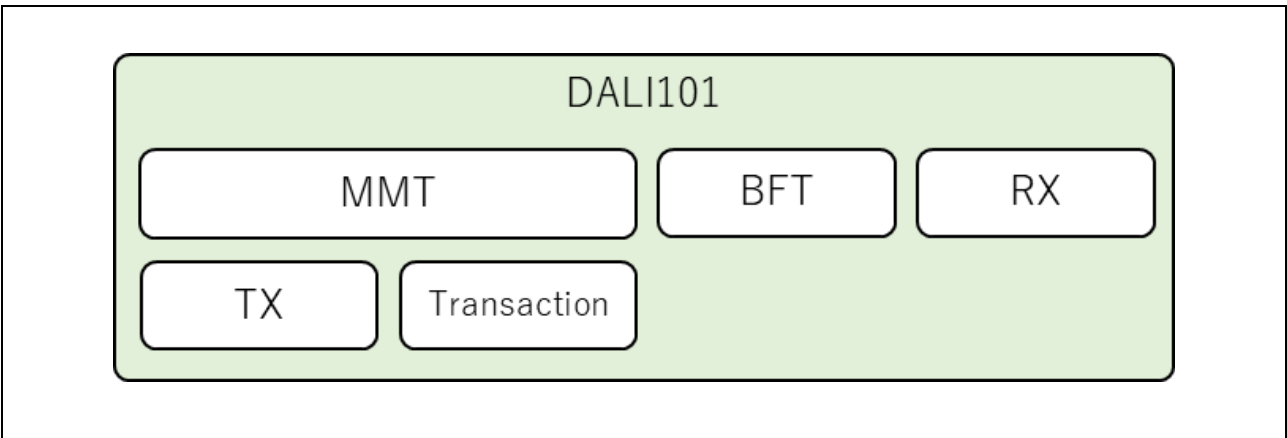 DALI101
MMT
BFT
RX
TX
Transaction